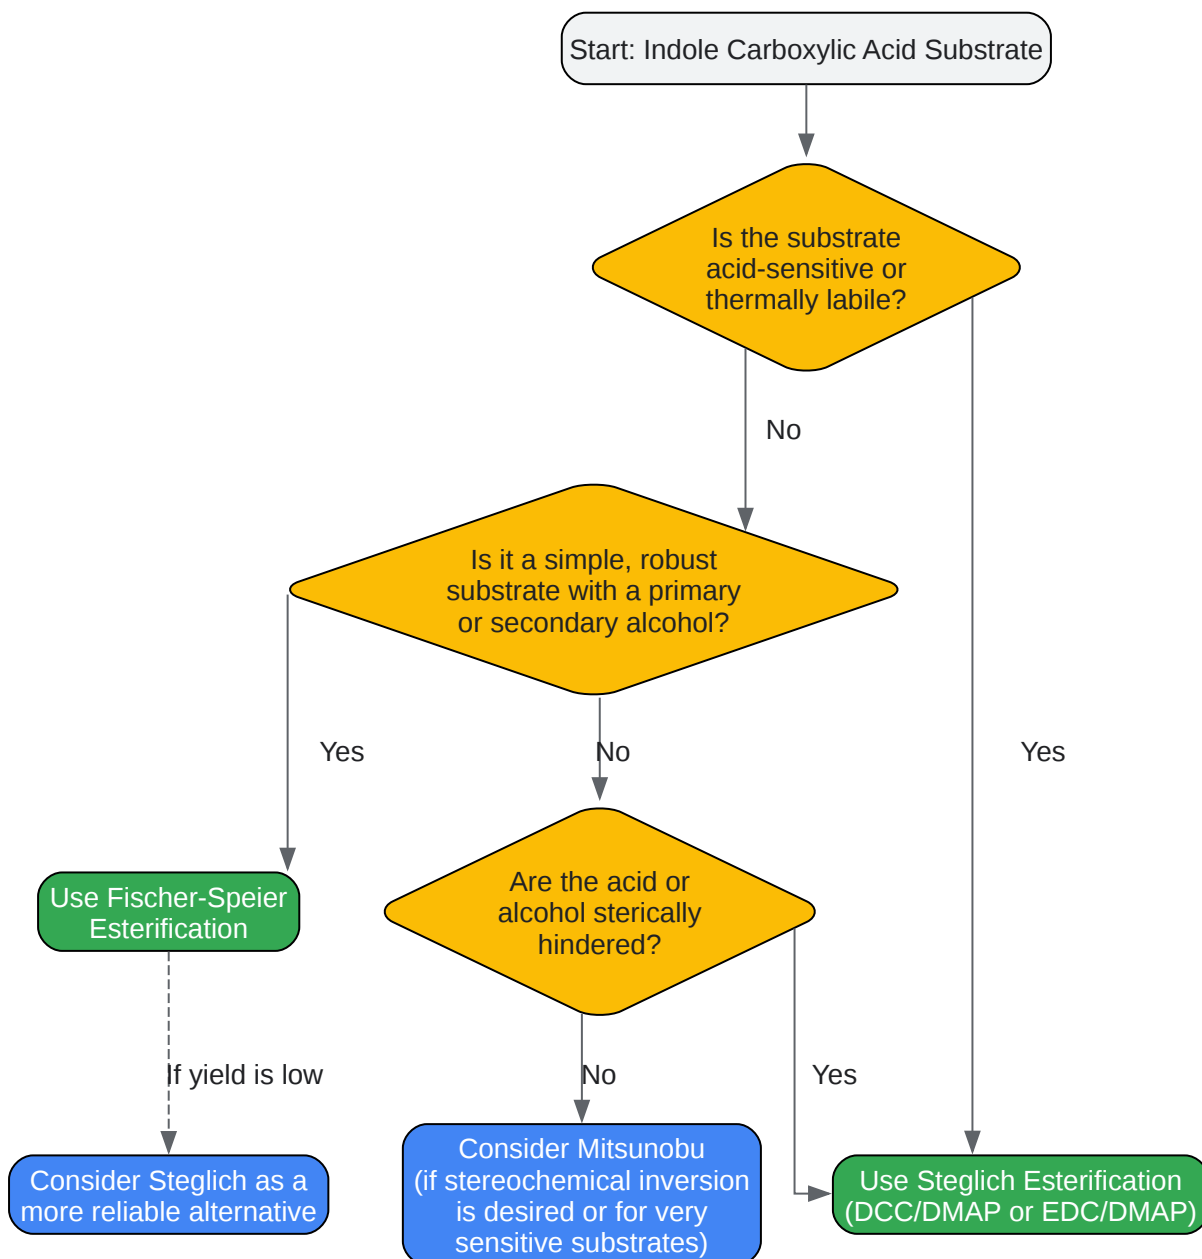 Start: Indole Carboxylic Acid Substrate
Is the substrate
acid-sensitive or
thermally labile?
No
Is it a simple, robust
substrate with a primary
or secondary alcohol?
Yes
No
Yes
Use Fischer-Speier
Esterification
Are the acid or
alcohol sterically
hindered?
If yield is low
No
Yes
Consider Steglich as a
more reliable alternative
Consider Mitsunobu
(if stereochemical inversion
is desired or for very
sensitive substrates)
Use Steglich Esterification
(DCC/DMAP or EDC/DMAP)